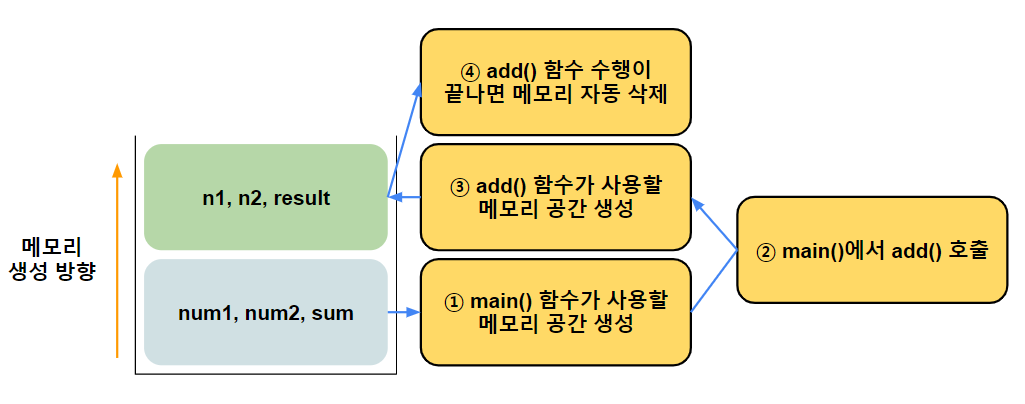 ④ add() 함수 수행이
끝나면 메모리 자동 삭제
n1, n2, result
③ add() 함수가 사용할
메모리 공간 생성
메모리
생성 방향
② main()에서 add() 호출
num1, num2, sum
① main() 함수가 사용할
메모리 공간 생성